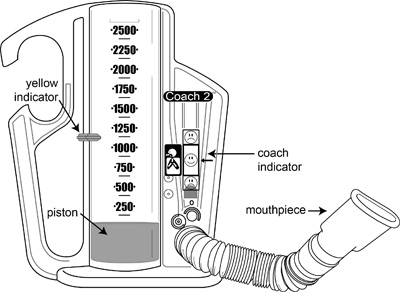 2500
2250
2000
1750
1500
1250
1000
750
500
250
yellow
indicator
piston
Coach 2
coach
indicator
mouthpiece